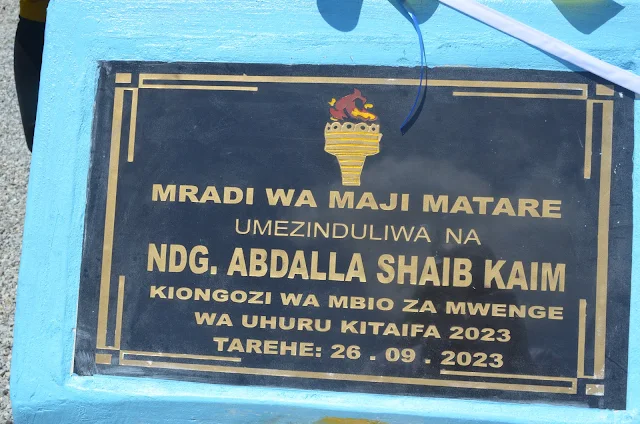 MRADI WA MAJI MATARE
UMEZINDULIWA NA
NDG. ABDALLA SHAIB KAIM
KIONGOZI WA MBIO ZA MWENGE
WA UHURU KITAIFA 2023
TAREHE: 26 . 09 . 2023